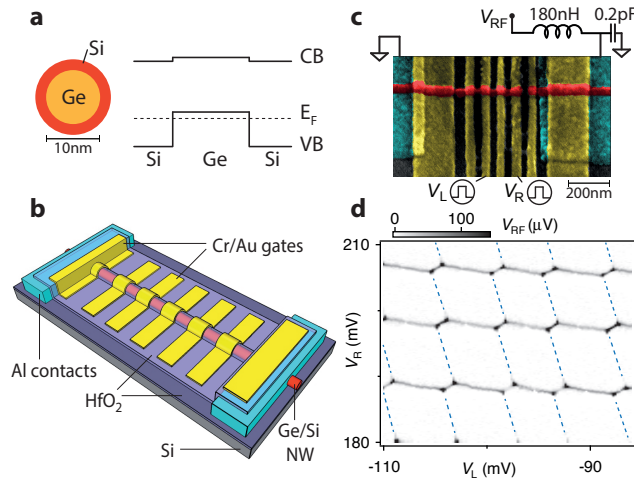 a
Si
Ge
10nm
CB
E_F
VB
Si Ge Si
b
Cr/Au gates
Al contacts
HfO₂
Si
Ge/Si
NW
c
V_RF
180nH
0.2pF
V_L
V_R
200nm
d
0 100
V_RF (μV)
210
V_R (mV)
180
-110
V_L (mV)
-90